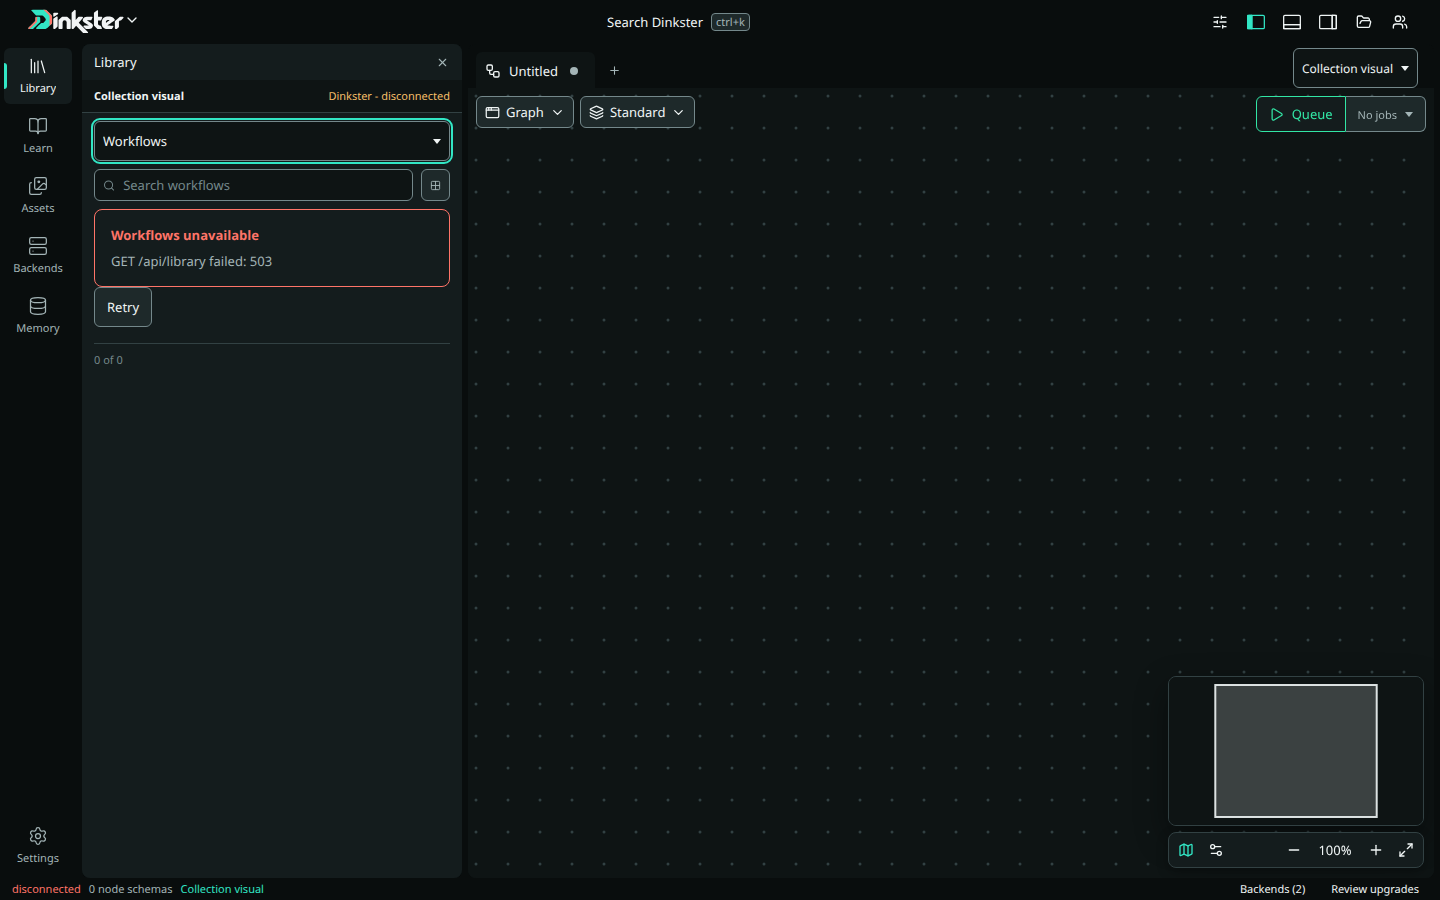 Dinkster
Search Dinkster ctrl+k
Library
Learn
Assets
Backends
Memory
Settings
Library
Collection visual Dinkster - disconnected
Workflows
Search workflows
Workflows unavailable
GET /api/library failed: 503
Retry
0 of 0
Untitled
Collection visual
Graph Standard
Queue No jobs
100%
disconnected 0 node schemas Collection visual
Backends (2) Review upgrades